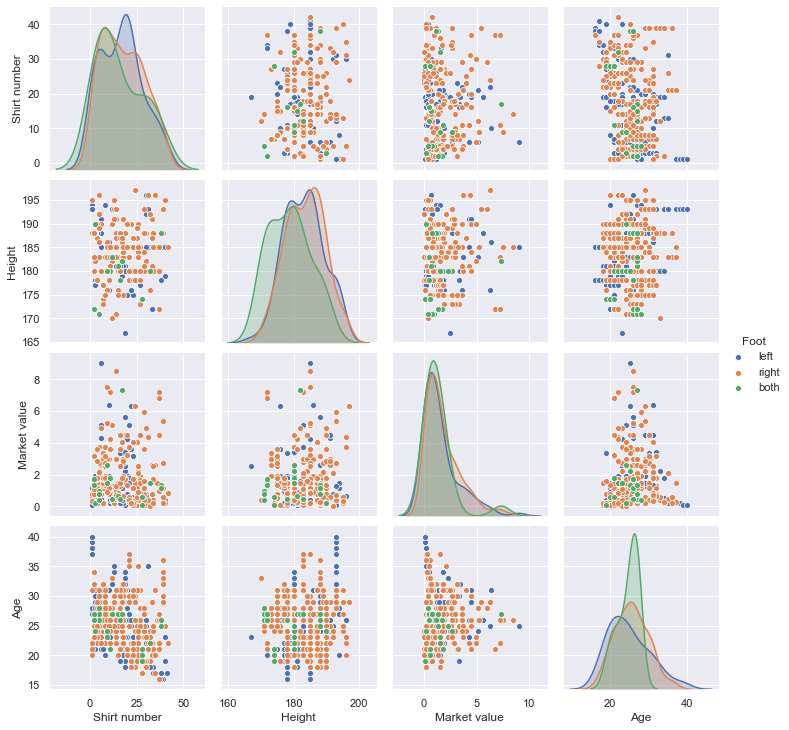 40
30
20
10
0
Shirt number
195
190
185
180
175
170
165
Height
Foot
left
right
both
8
6
4
2
0
Market value
40
35
30
25
20
15
Age
0 25 50
160 180 200
0 5 10
20 40
Shirt number
Height
Market value
Age